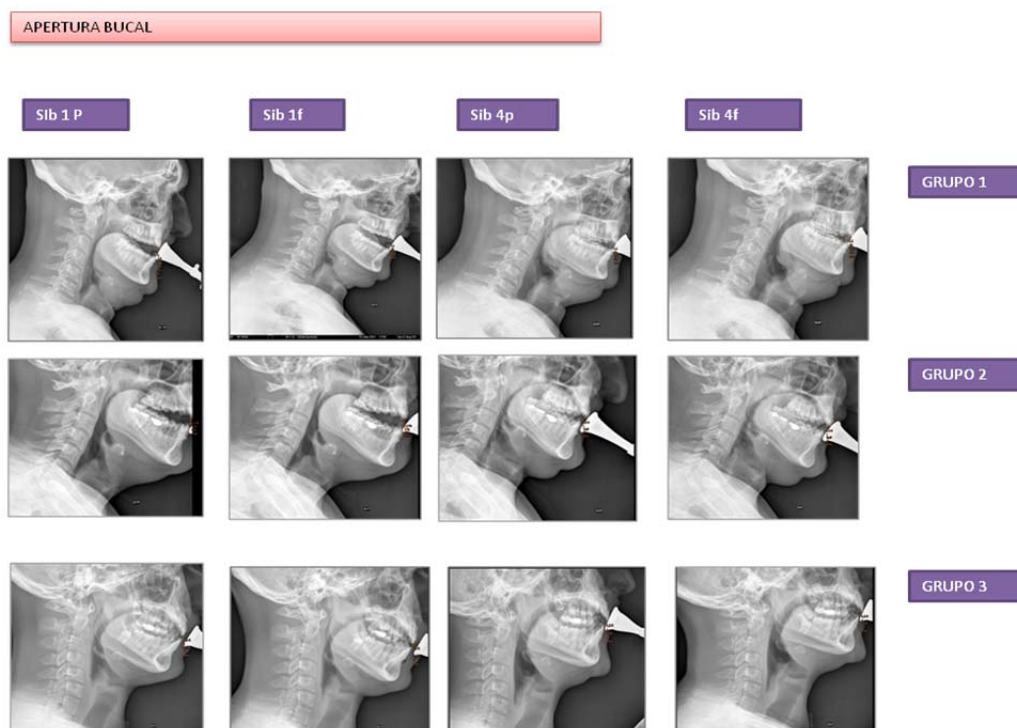 APERTURA BUCAL
SIb 1 P
Sib 1f
Sib 4p
Sib 4f
GRUPO 1
GRUPO 2
GRUPO 3